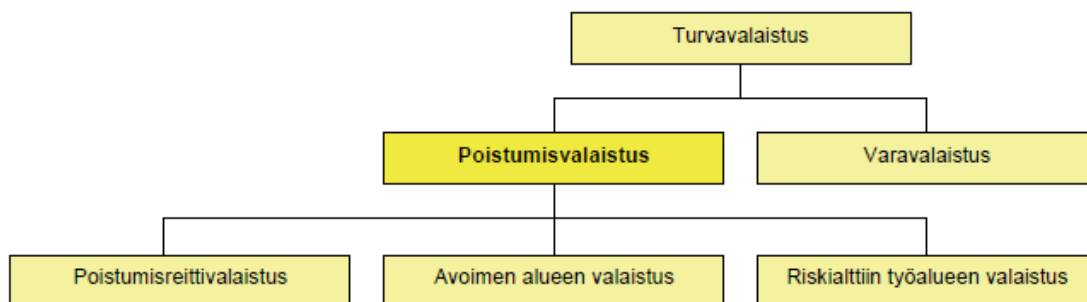 Turvavalaistus
Poistumisvalaistus
Varavalaistus
Poistumisreittivalaistus
Avoimen alueen valaistus
Riskialttiin työalueen valaistus